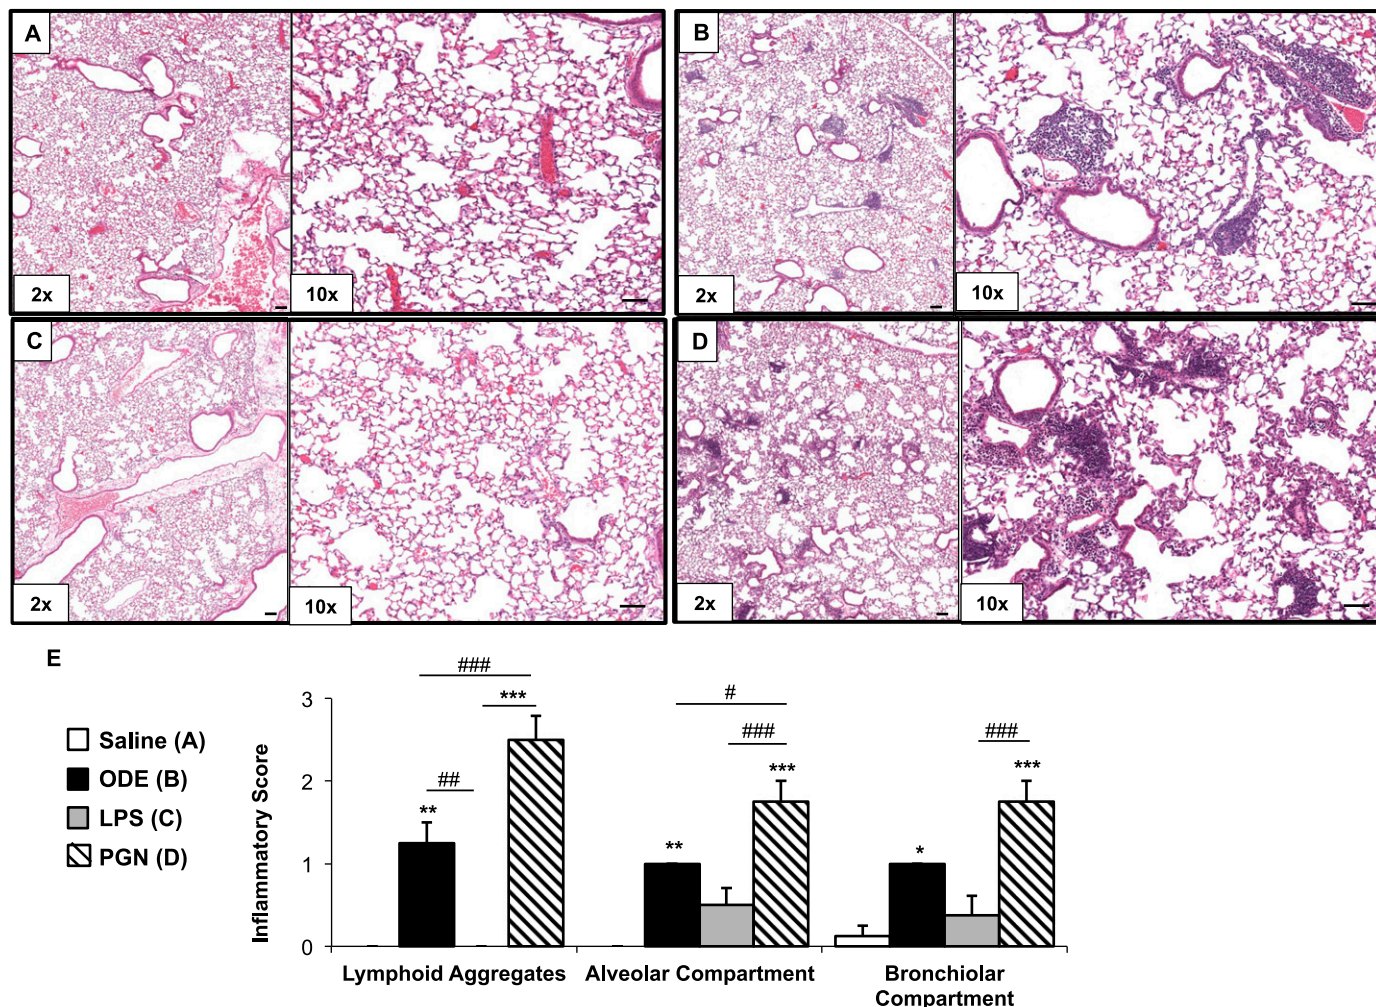 A
B
2x
10x
2x
10x
C
D
2x
10x
2x
10x
E
Saline (A)
ODE (B)
LPS (C)
PGN (D)
Inflammatory Score
3
2
1
0
###
***
##
**
#
###
***
**
###
***
*
Lymphoid Aggregates
Alveolar Compartment
Bronchiolar
Compartment